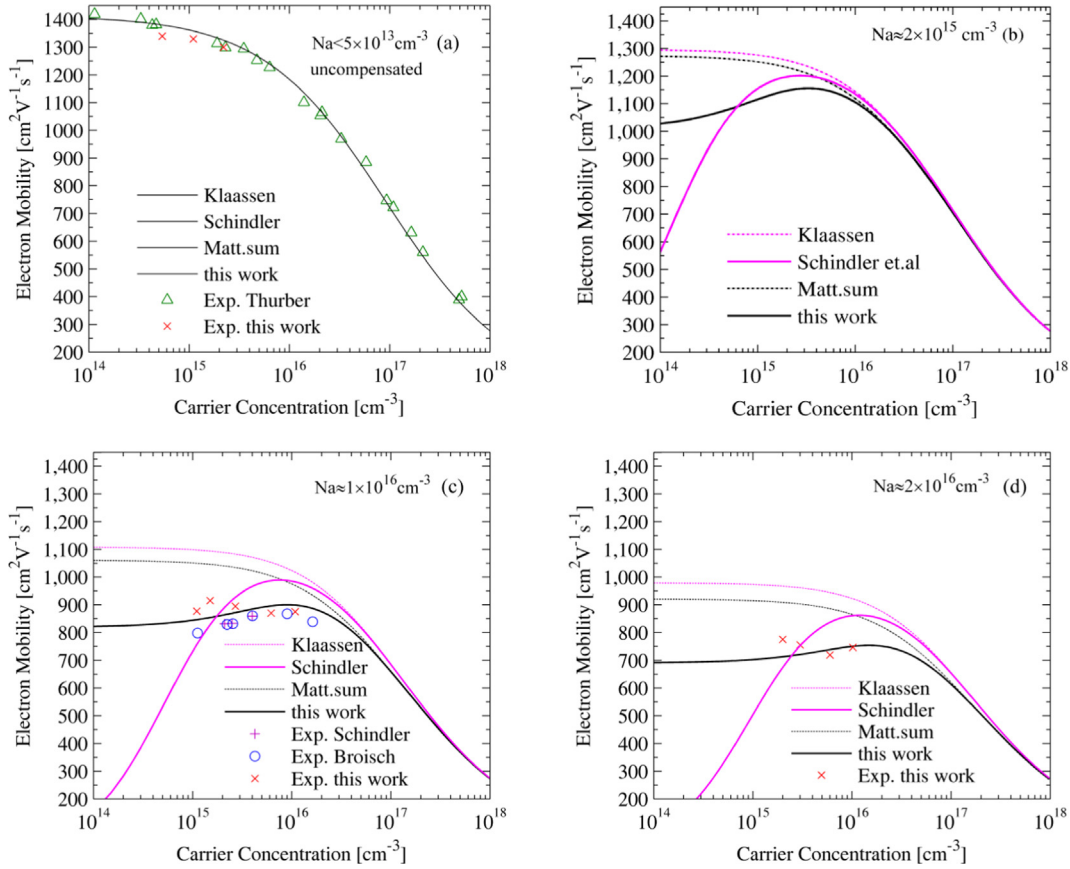 Electron Mobility [cm²V⁻¹s⁻¹]
1400
1300
1200
1100
1000
900
800
700
600
500
400
300
200
10¹⁴
10¹⁵
10¹⁶
10¹⁷
10¹⁸
Carrier Concentration [cm⁻³]
Na<5×10¹³cm⁻³ (a)
uncompensated
Klaassen
Schindler
Matt.sum
this work
Exp. Thurber
Exp. this work
Electron Mobility [cm²V⁻¹s⁻¹]
1,400
1,300
1,200
1,100
1,000
900
800
700
600
500
400
300
200
10¹⁴
10¹⁵
10¹⁶
10¹⁷
10¹⁸
Carrier Concentration [cm⁻³]
Na≈2×10¹⁵ cm⁻³ (b)
Klaassen
Schindler et.al
Matt.sum
this work
Electron Mobility [cm²V⁻¹s⁻¹]
1,400
1,300
1,200
1,100
1,000
900
800
700
600
500
400
300
200
10¹⁴
10¹⁵
10¹⁶
10¹⁷
10¹⁸
Carrier Concentration [cm⁻³]
Na≈1×10¹⁶cm⁻³ (c)
Klaassen
Schindler
Matt.sum
this work
Exp. Schindler
Exp. Broisch
Exp. this work
Electron Mobility [cm²V⁻¹s⁻¹]
1,400
1,300
1,200
1,100
1,000
900
800
700
600
500
400
300
200
10¹⁴
10¹⁵
10¹⁶
10¹⁷
10¹⁸
Carrier Concentration [cm⁻³]
Na≈2×10¹⁶cm⁻³ (d)
Klaassen
Schindler
Matt.sum
this work
Exp. this work